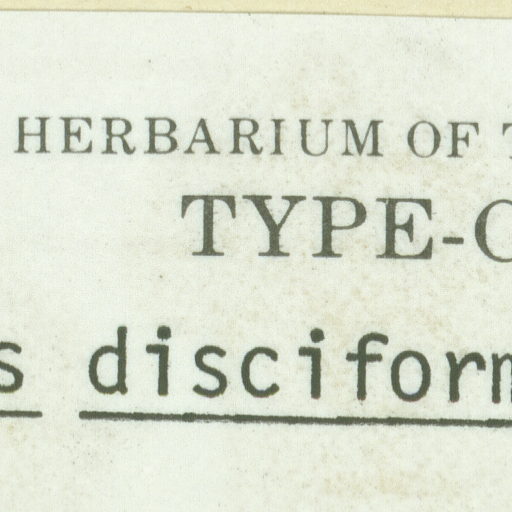 HERBARIUM OF
TYPE-
s disciform